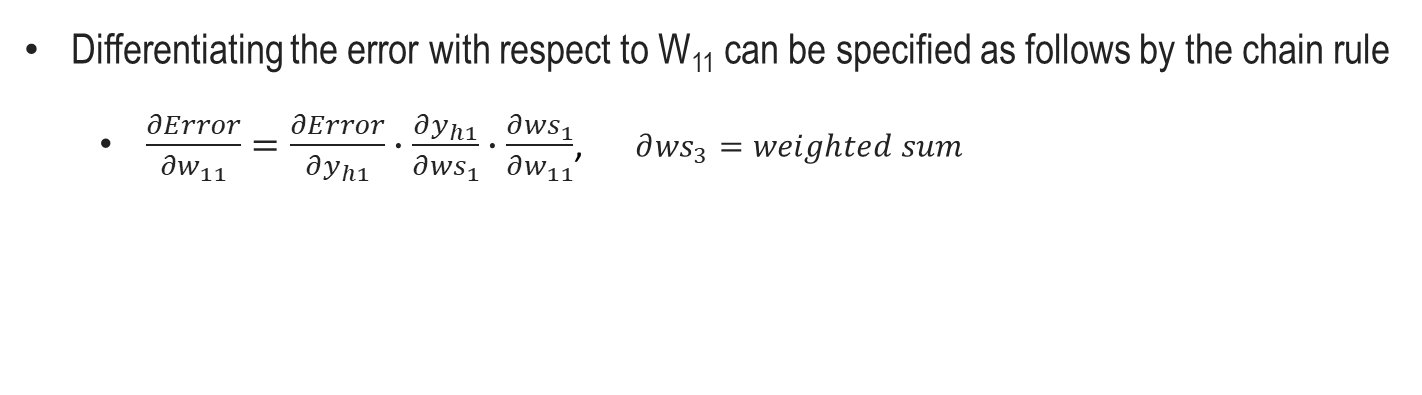 • Differentiating the error with respect to W₁₁ can be specified as follows by the chain rule
• ∂Error/∂w₁₁ = ∂Error/∂yₕ₁ · ∂yₕ₁/∂ws₁ · ∂ws₁/∂w₁₁, ∂ws₃ = weighted sum